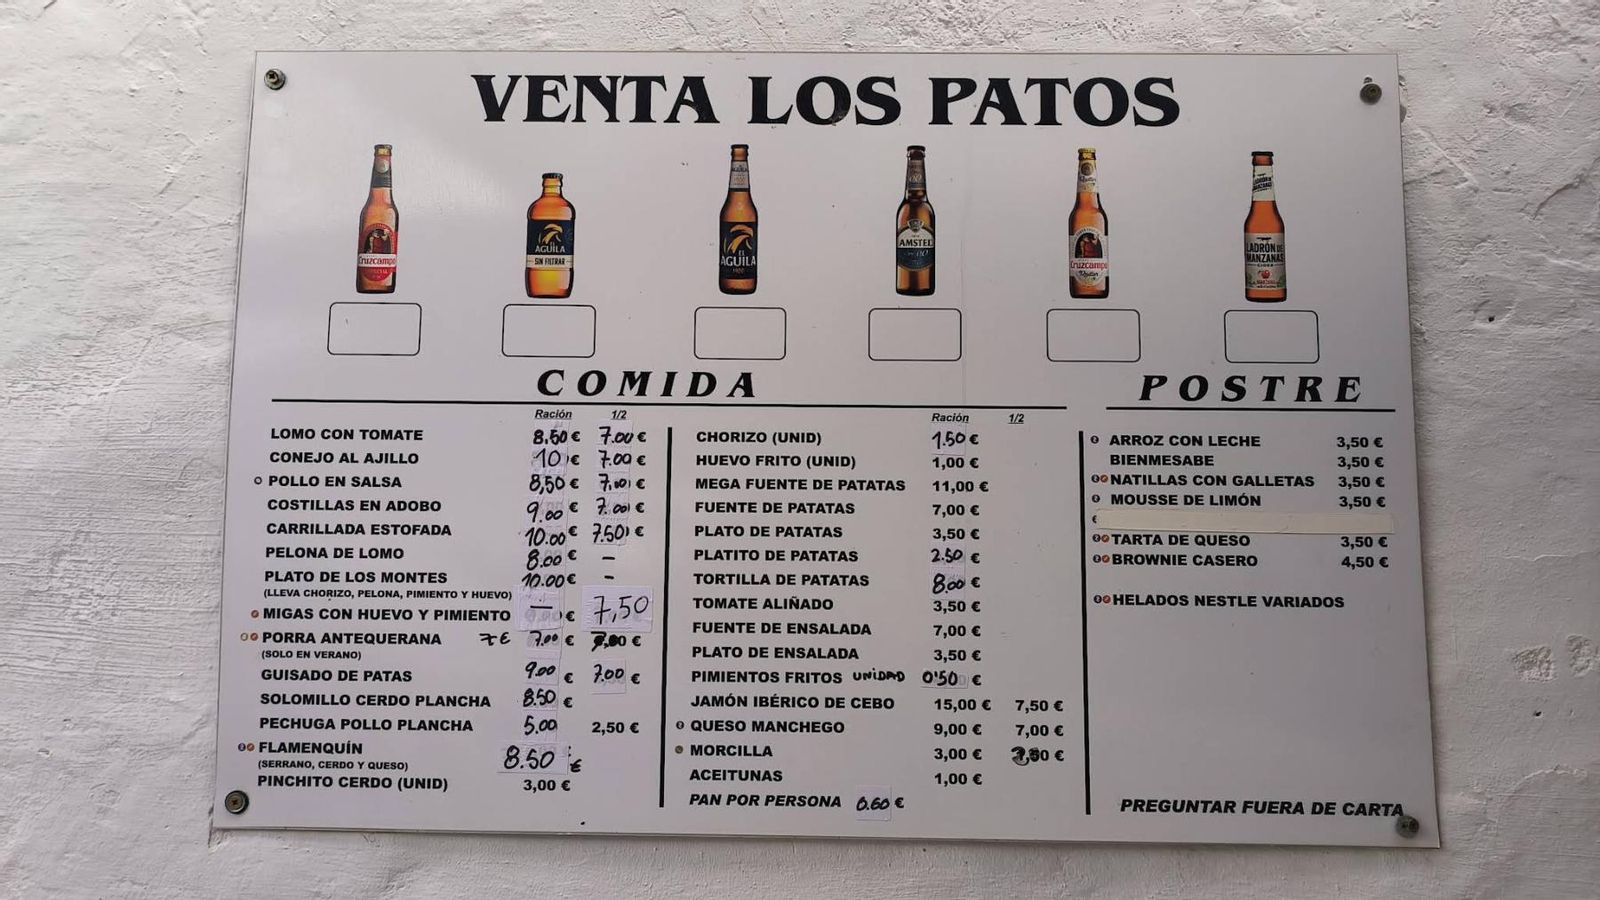 VENTA LOS PATOS
Cruzcampo
EL AGUILA SIN FILTRAR
EL AGUILA 1900
AMSTEL
Cruzcampo Radler
LADRÓN DE MANZANAS
COMIDA
Ración 1/2
LOMO CON TOMATE 8,50 € 7.00 €
CONEJO AL AJILLO 10 € 7.00 €
POLLO EN SALSA 8,50 € 7,00 €
COSTILLAS EN ADOBO 9.00 € 7.00 €
CARRILLADA ESTOFADA 10.00 € 7.50 €
PELONA DE LOMO 8.00 € –
PLATO DE LOS MONTES 10.00 € –
(LLEVA CHORIZO, PELONA, PIMIENTO Y HUEVO)
MIGAS CON HUEVO Y PIMIENTO — € 7,50
PORRA ANTEQUERANA 7€ 7.00 € €
(SOLO EN VERANO)
GUISADO DE PATAS 9.00 € 7.00 €
SOLOMILLO CERDO PLANCHA 8.50 €
PECHUGA POLLO PLANCHA 5.00 2,50 €
FLAMENQUÍN
(SERRANO, CERDO Y QUESO) 8.50 €
PINCHITO CERDO (UNID) 3,00 €
Ración 1/2
CHORIZO (UNID) 1.50 €
HUEVO FRITO (UNID) 1,00 €
MEGA FUENTE DE PATATAS 11,00 €
FUENTE DE PATATAS 7,00 €
PLATO DE PATATAS 3,50 €
PLATITO DE PATATAS 2.50 €
TORTILLA DE PATATAS 8.00 €
TOMATE ALIÑADO 3,50 €
FUENTE DE ENSALADA 7,00 €
PLATO DE ENSALADA 3,50 €
PIMIENTOS FRITOS UNIDAD 0'50 €
JAMÓN IBÉRICO DE CEBO 15,00 € 7,50 €
QUESO MANCHEGO 9,00 € 7,00 €
MORCILLA 3,00 € €
ACEITUNAS 1,00 €
PAN POR PERSONA 0.60 €
POSTRE
ARROZ CON LECHE 3,50 €
BIENMESABE 3,50 €
NATILLAS CON GALLETAS 3,50 €
MOUSSE DE LIMÓN 3,50 €
TARTA DE QUESO 3,50 €
BROWNIE CASERO 4,50 €
HELADOS NESTLE VARIADOS
PREGUNTAR FUERA DE CARTA